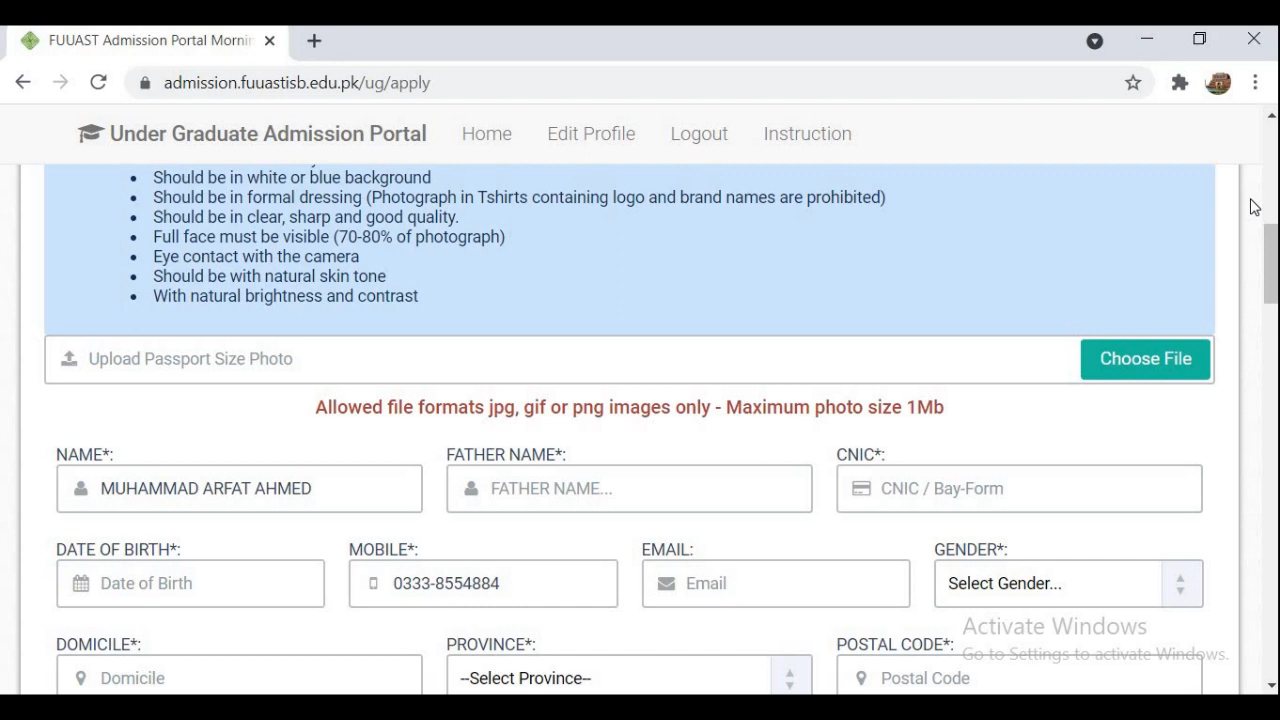 FUUAST Admission Portal Mornin
admission.fuuastisb.edu.pk/ug/apply
Under Graduate Admission Portal Home Edit Profile Logout Instruction
Should be in white or blue background
Should be in formal dressing (Photograph in Tshirts containing logo and brand names are prohibited)
Should be in clear, sharp and good quality.
Full face must be visible (70-80% of photograph)
Eye contact with the camera
Should be with natural skin tone
With natural brightness and contrast
Upload Passport Size Photo Choose File
Allowed file formats jpg, gif or png images only - Maximum photo size 1Mb
NAME*: FATHER NAME*: CNIC*:
MUHAMMAD ARFAT AHMED FATHER NAME... CNIC / Bay-Form
DATE OF BIRTH*: MOBILE*: EMAIL: GENDER*:
Date of Birth 0333-8554884 Email Select Gender...
Activate Windows
DOMICILE*: PROVINCE*: POSTAL CODE*:
Go to Settings to activate Windows.
Domicile --Select Province-- Postal Code